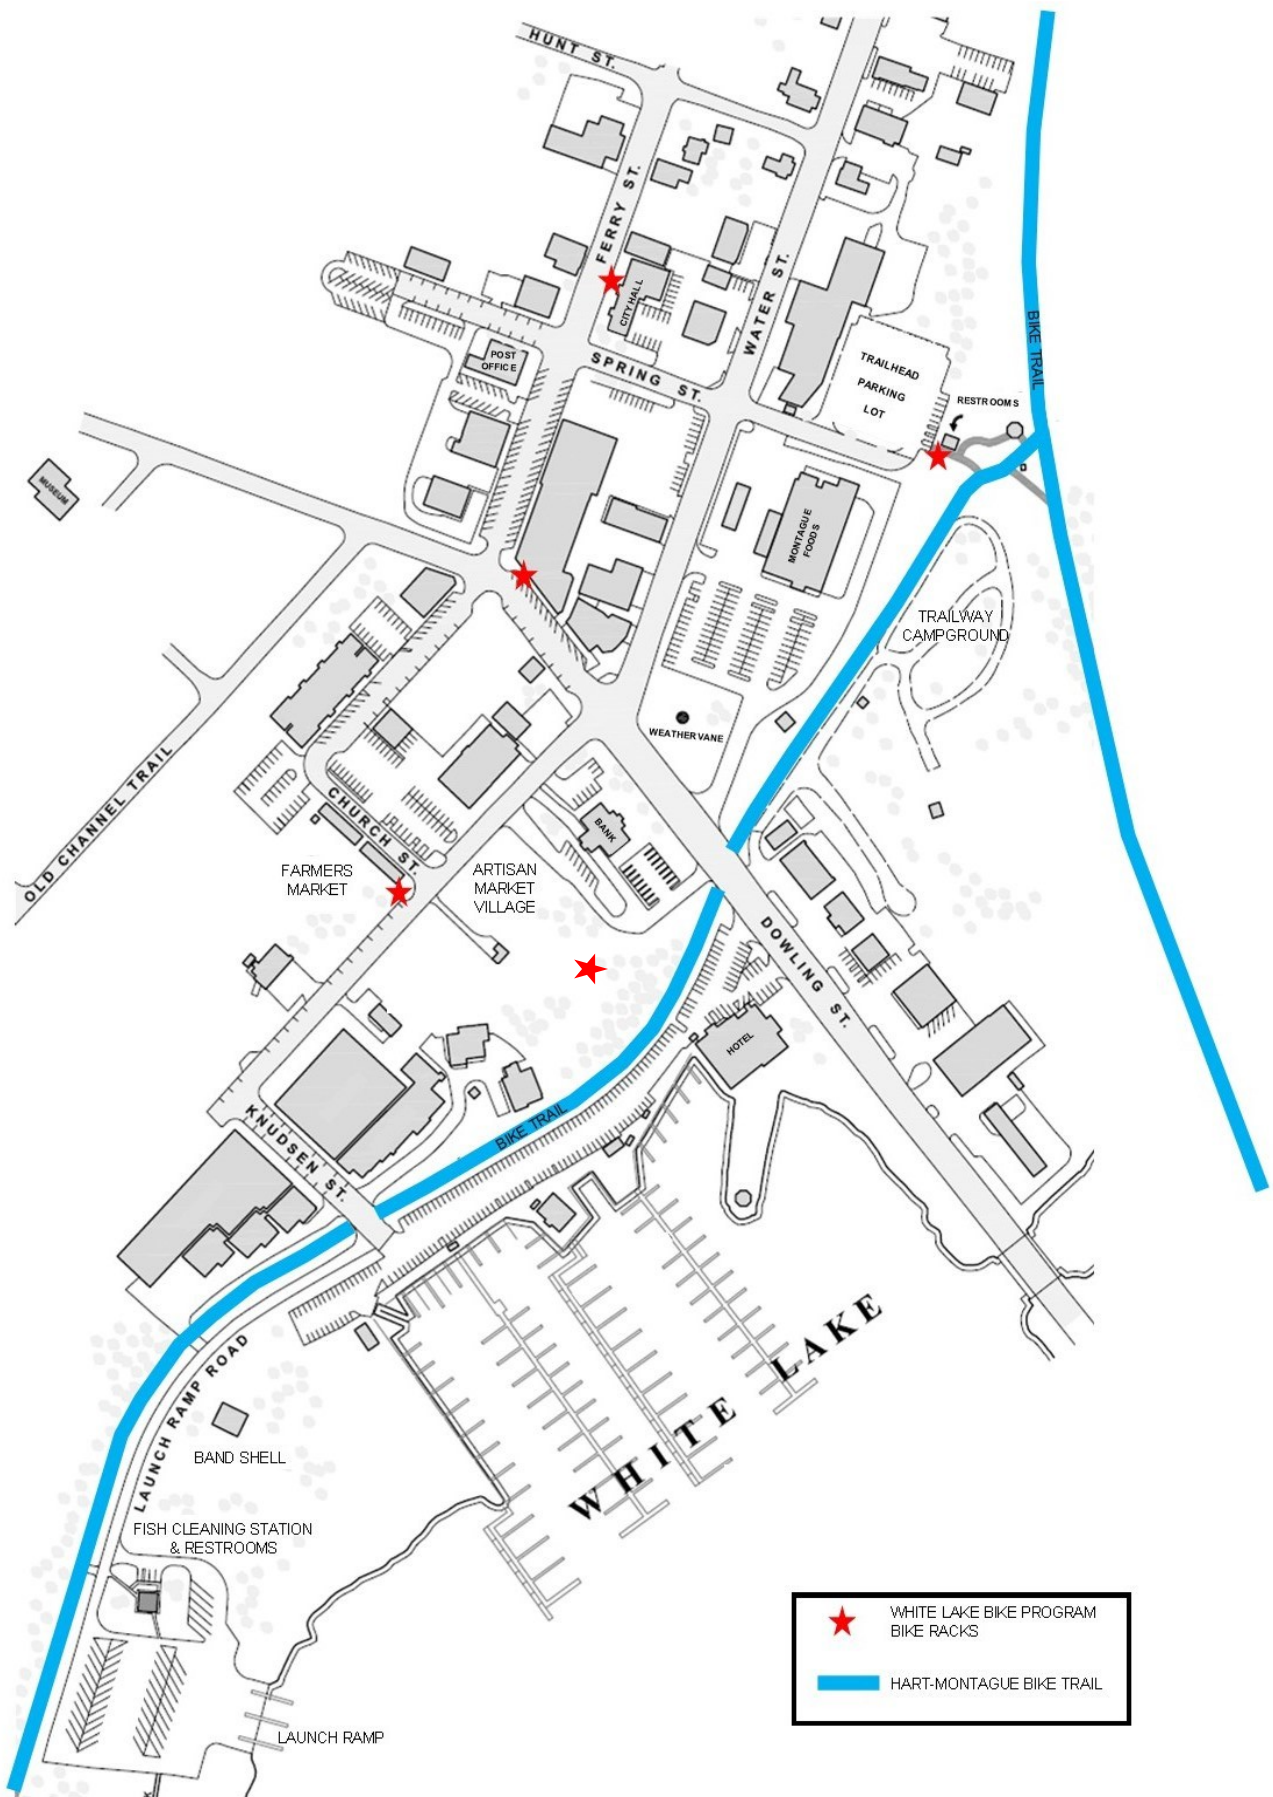 HUNT ST.
FERRY ST.
CITY HALL
WATER ST.
BIKE TRAIL
POST
OFFICE
SPRING ST.
TRAILHEAD
PARKING
LOT
RESTROOMS
MUSEUM
MONTAGUE
FOODS
TRAILWAY
CAMPGROUND
WEATHER VANE
OLD CHANNEL TRAIL
CHURCH ST.
BANK
FARMERS
MARKET
ARTISAN
MARKET
VILLAGE
DOWLING ST.
HOTEL
KNUDSEN ST.
BIKE TRAIL
WHITE LAKE
LAUNCH RAMP ROAD
BAND SHELL
FISH CLEANING STATION
& RESTROOMS
LAUNCH RAMP
WHITE LAKE BIKE PROGRAM
BIKE RACKS
HART-MONTAGUE BIKE TRAIL